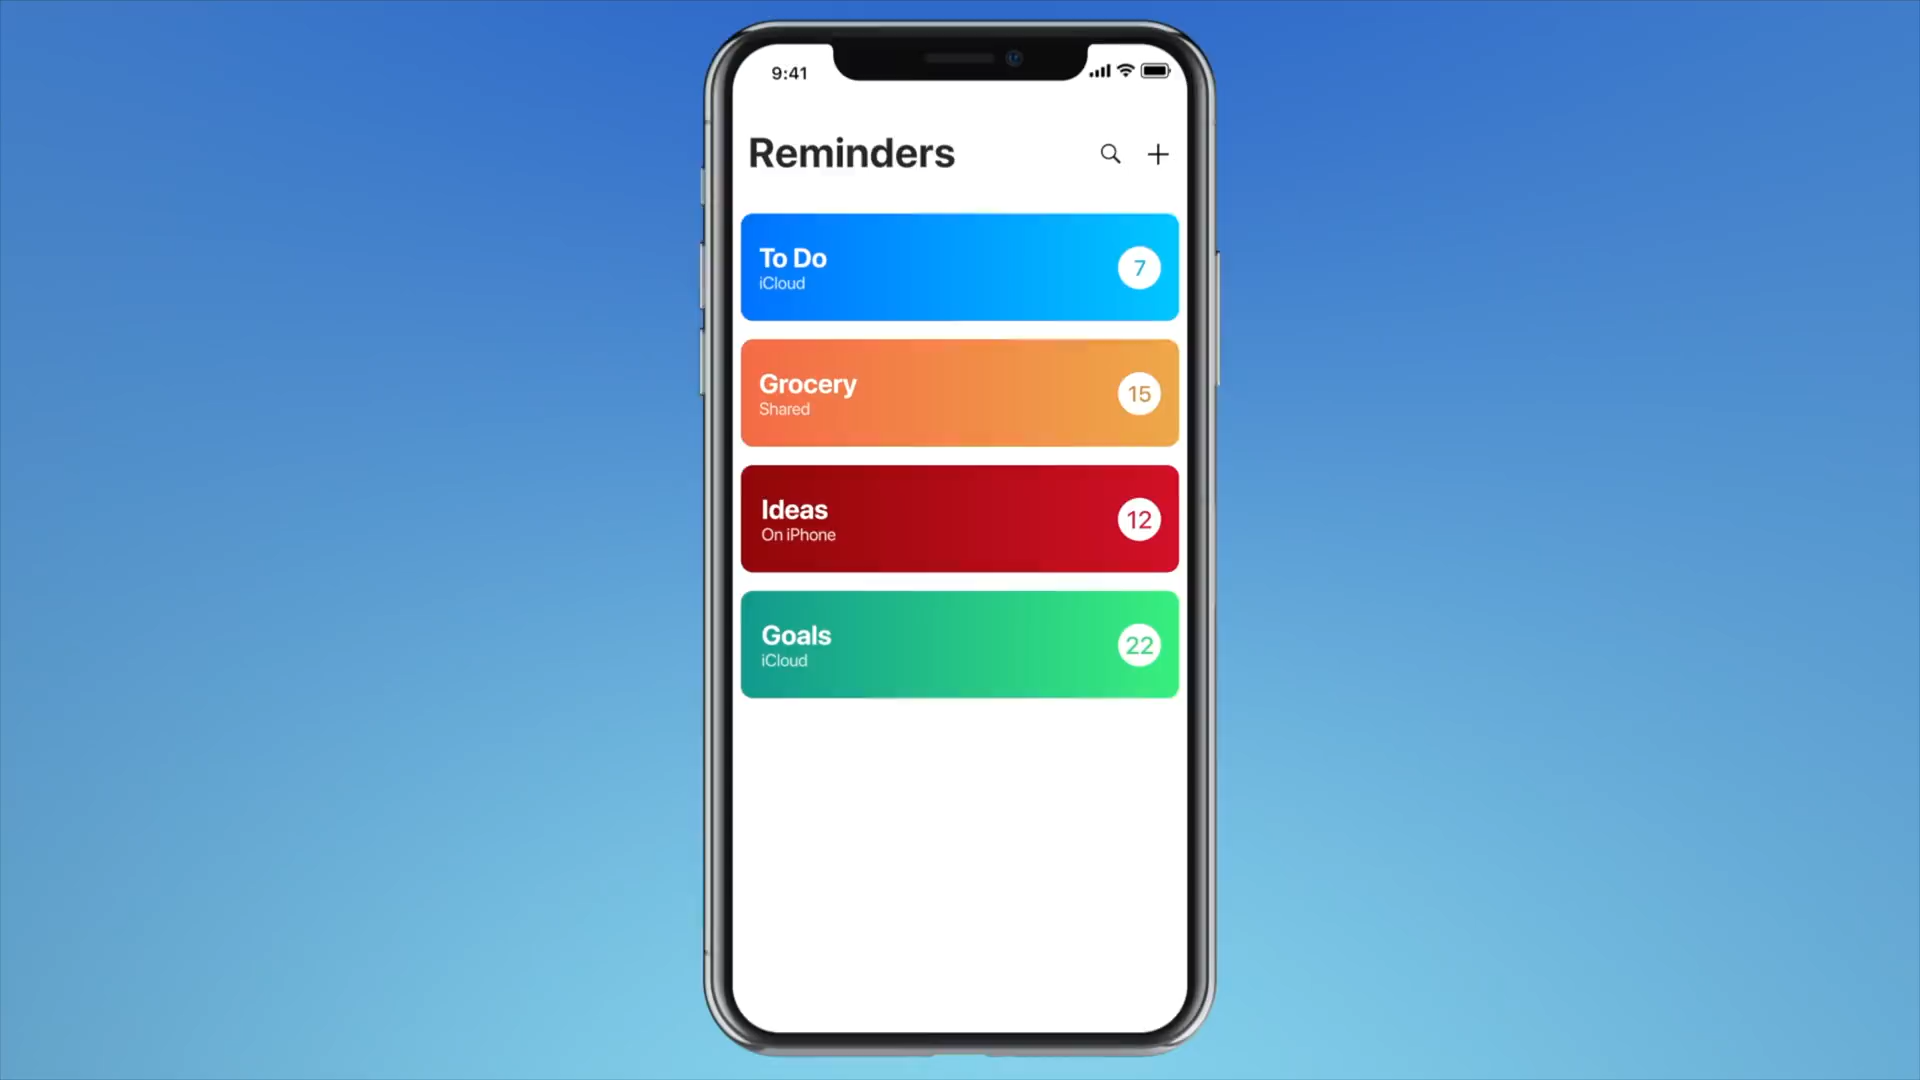 9:41
Reminders
To Do
iCloud
7
Grocery
Shared
15
Ideas
On iPhone
12
Goals
iCloud
22